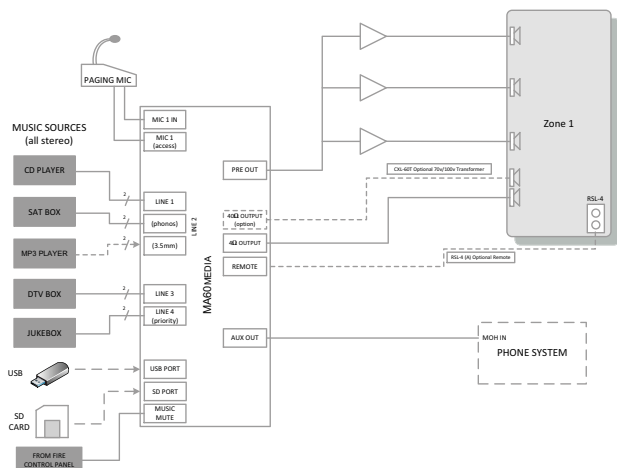 PAGING MIC
MUSIC SOURCES
(all stereo)
CD PLAYER
SAT BOX
MP3 PLAYER
DTV BOX
JUKEBOX
USB
SD
CARD
FROM FIRE
CONTROL PANEL
2
2
2
2
2
MIC 1 IN
MIC 1
(access)
LINE 1
(phonos)
LINE 2
(3.5mm)
LINE 3
LINE 4
(priority)
USB PORT
SD PORT
MUSIC
MUTE
MA60MEDIA
PRE OUT
40Ω OUTPUT
(option)
4Ω OUTPUT
REMOTE
AUX OUT
CXL-60T Optional 70v/100v Transformer
RSL-4 (A) Optional Remote
Zone 1
RSL-4
MOH IN
PHONE SYSTEM